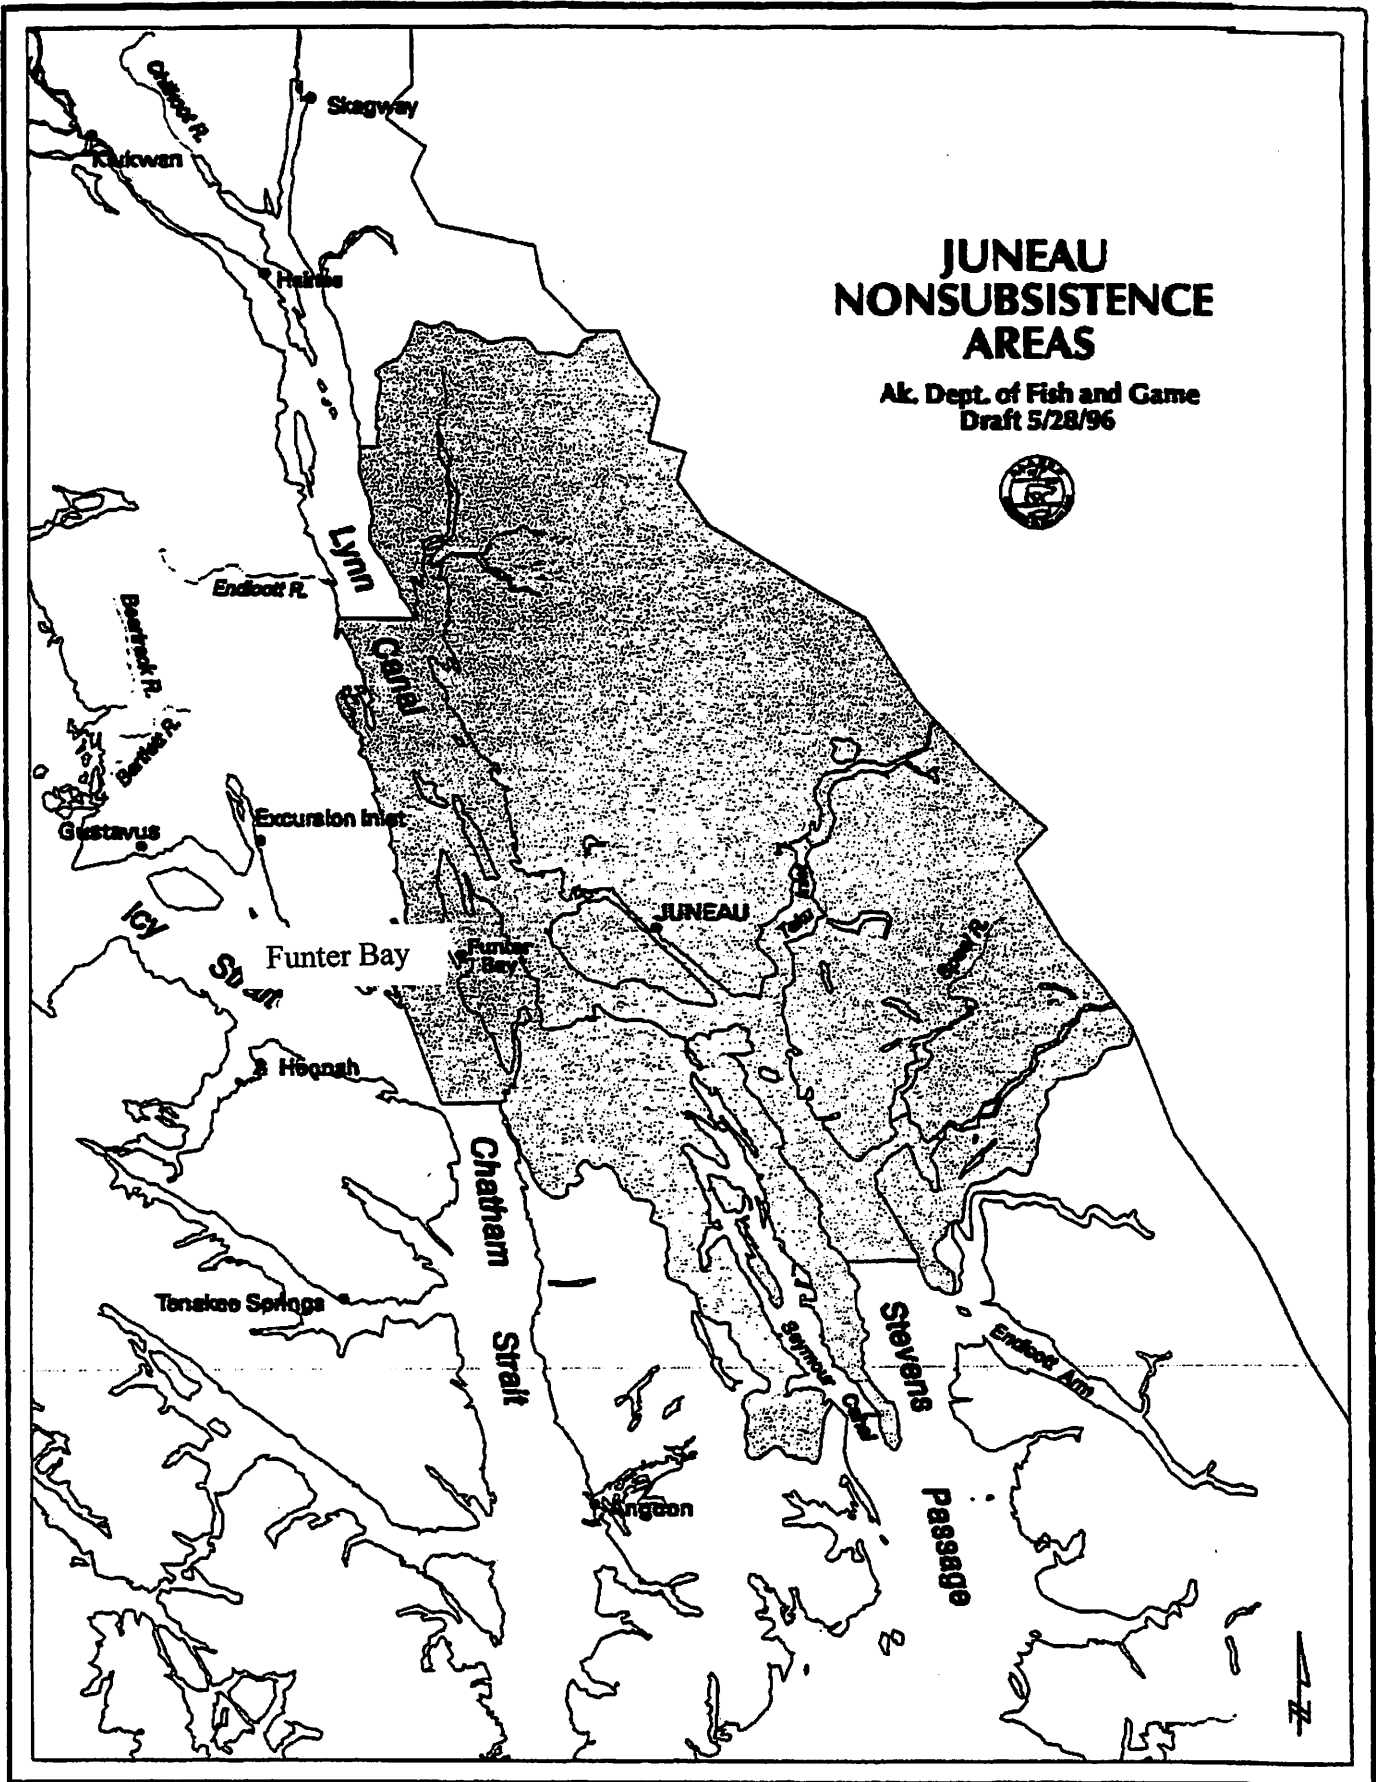 Chilkoot R.
Skagway
Klukwan
Haines
JUNEAU
NONSUBSISTENCE
AREAS
Ak. Dept. of Fish and Game
Draft 5/28/96
Lynn
Canal
Endicott R.
Beartrack R.
Bartlett R.
Gustavus
Excursion Inlet
Icy
Strait
Funter Bay
Funter
Bay
JUNEAU
Taku
Speel R.
Hoonah
Chatham
Strait
Tenakee Springs
Seymour
Canal
Stevens
Passage
Endicott Arm
Angoon